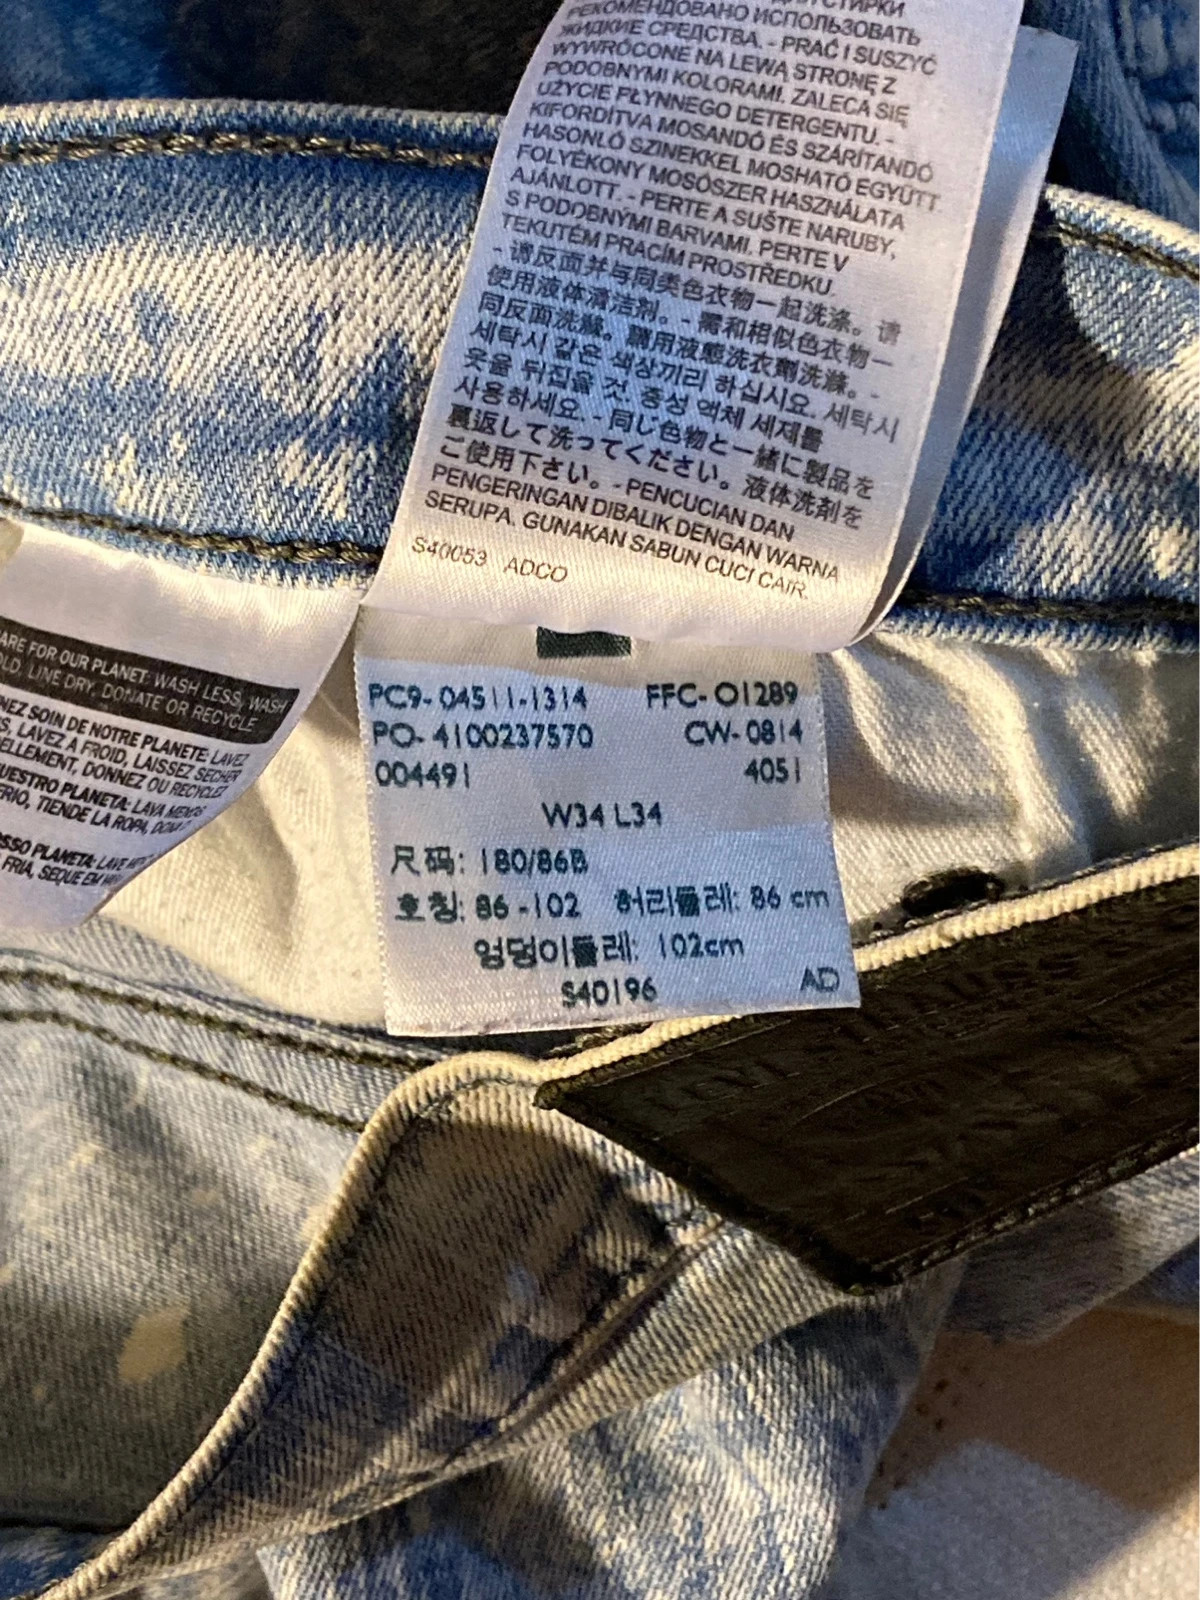 РЕКОМЕНДОВАНО ИСПОЛЬЗОВАТЬ
ЖИДКИЕ СРЕДСТВА. - PRAĆ I SUSZYĆ
WYWRÓCONE NA LEWĄ STRONĘ Z
PODOBNYMI KOLORAMI. ZALECA SIĘ
UŻYCIE PŁYNNEGO DETERGENTU. -
KIFORDÍTVA MOSANDÓ ÉS SZÁRÍTANDÓ
HASONLÓ SZINEKKEL MOSHATÓ EGYÜTT.
FOLYÉKONY MOSÓSZER HASZNÁLATA
AJÁNLOTT. - PERTE A SUŠTE NARUBY,
S PODOBNÝMI BARVAMI. PERTE V
TEKUTÉM PRACÍM PROSTŘEDKU.
- 请反面并与同类色衣物一起洗涤。请
使用液体清洁剂。- 需和相似色衣物一
同反面洗滌。請用液態洗衣劑洗滌。-
세탁시 같은 색상끼리 하십시요. 세탁시
옷을 뒤집을 것. 중성 액체 세제를
사용하세요. - 同じ色物と一緒に製品を
裏返して洗ってください。液体洗剤を
ご使用下さい。- PENCUCIAN DAN
PENGERINGAN DIBALIK DENGAN WARNA
SERUPA. GUNAKAN SABUN CUCI CAIR.
S40053 ADCO
CARE FOR OUR PLANET: WASH LESS, WASH
COLD, LINE DRY, DONATE OR RECYCLE
NEZ SOIN DE NOTRE PLANETE: LAVEZ
S, LAVEZ A FROID, LAISSEZ SECHER
ELLEMENT, DONNEZ OU RECYCLEZ
UESTRO PLANETA: LAVA MENOS
FRIO, TIENDE LA ROPA,
OSSO PLANETA: LAVE
FRIA, SEQUE EM
PC9-04511-1314 FFC-O1289
PO-4100237570 CW-0814
004491 4051
W34 L34
尺码: 180/86B
호칭: 86-102 허리둘레: 86 cm
엉덩이둘레: 102cm
S40196 AD